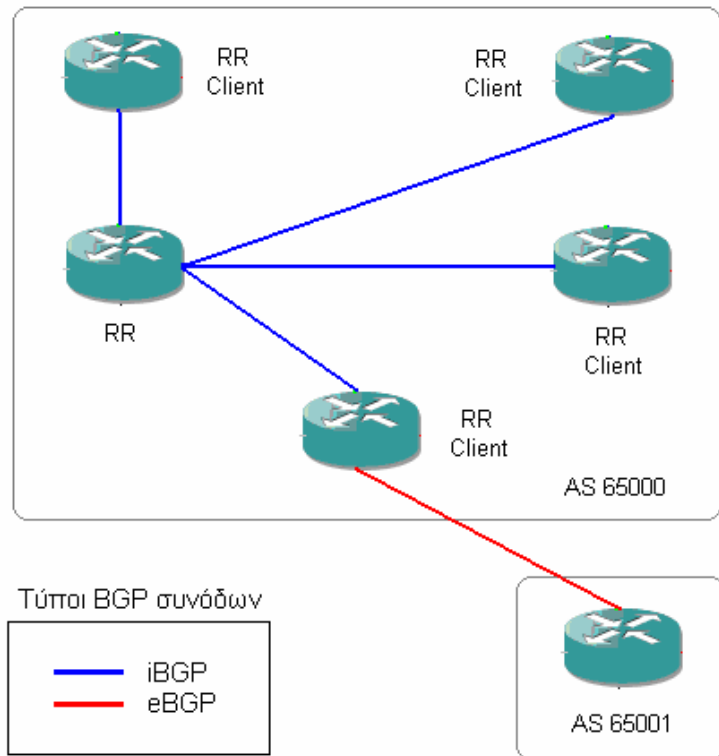 RR
Client
RR
Client
RR
RR
Client
RR
Client
AS 65000
Τύποι BGP συνόδων
iBGP
eBGP
AS 65001